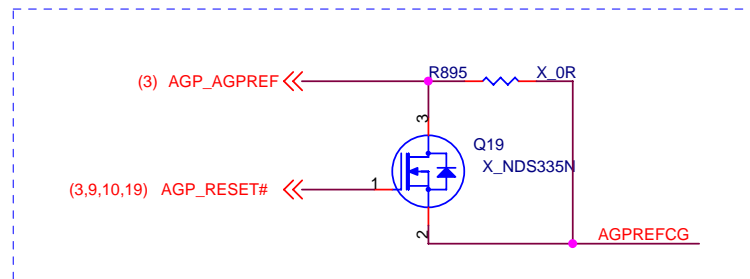 R895 X_0R
(3) AGP_AGPREF
3
Q19
X_NDS335N
(3,9,10,19) AGP_RESET# 1
2
AGPREFCG